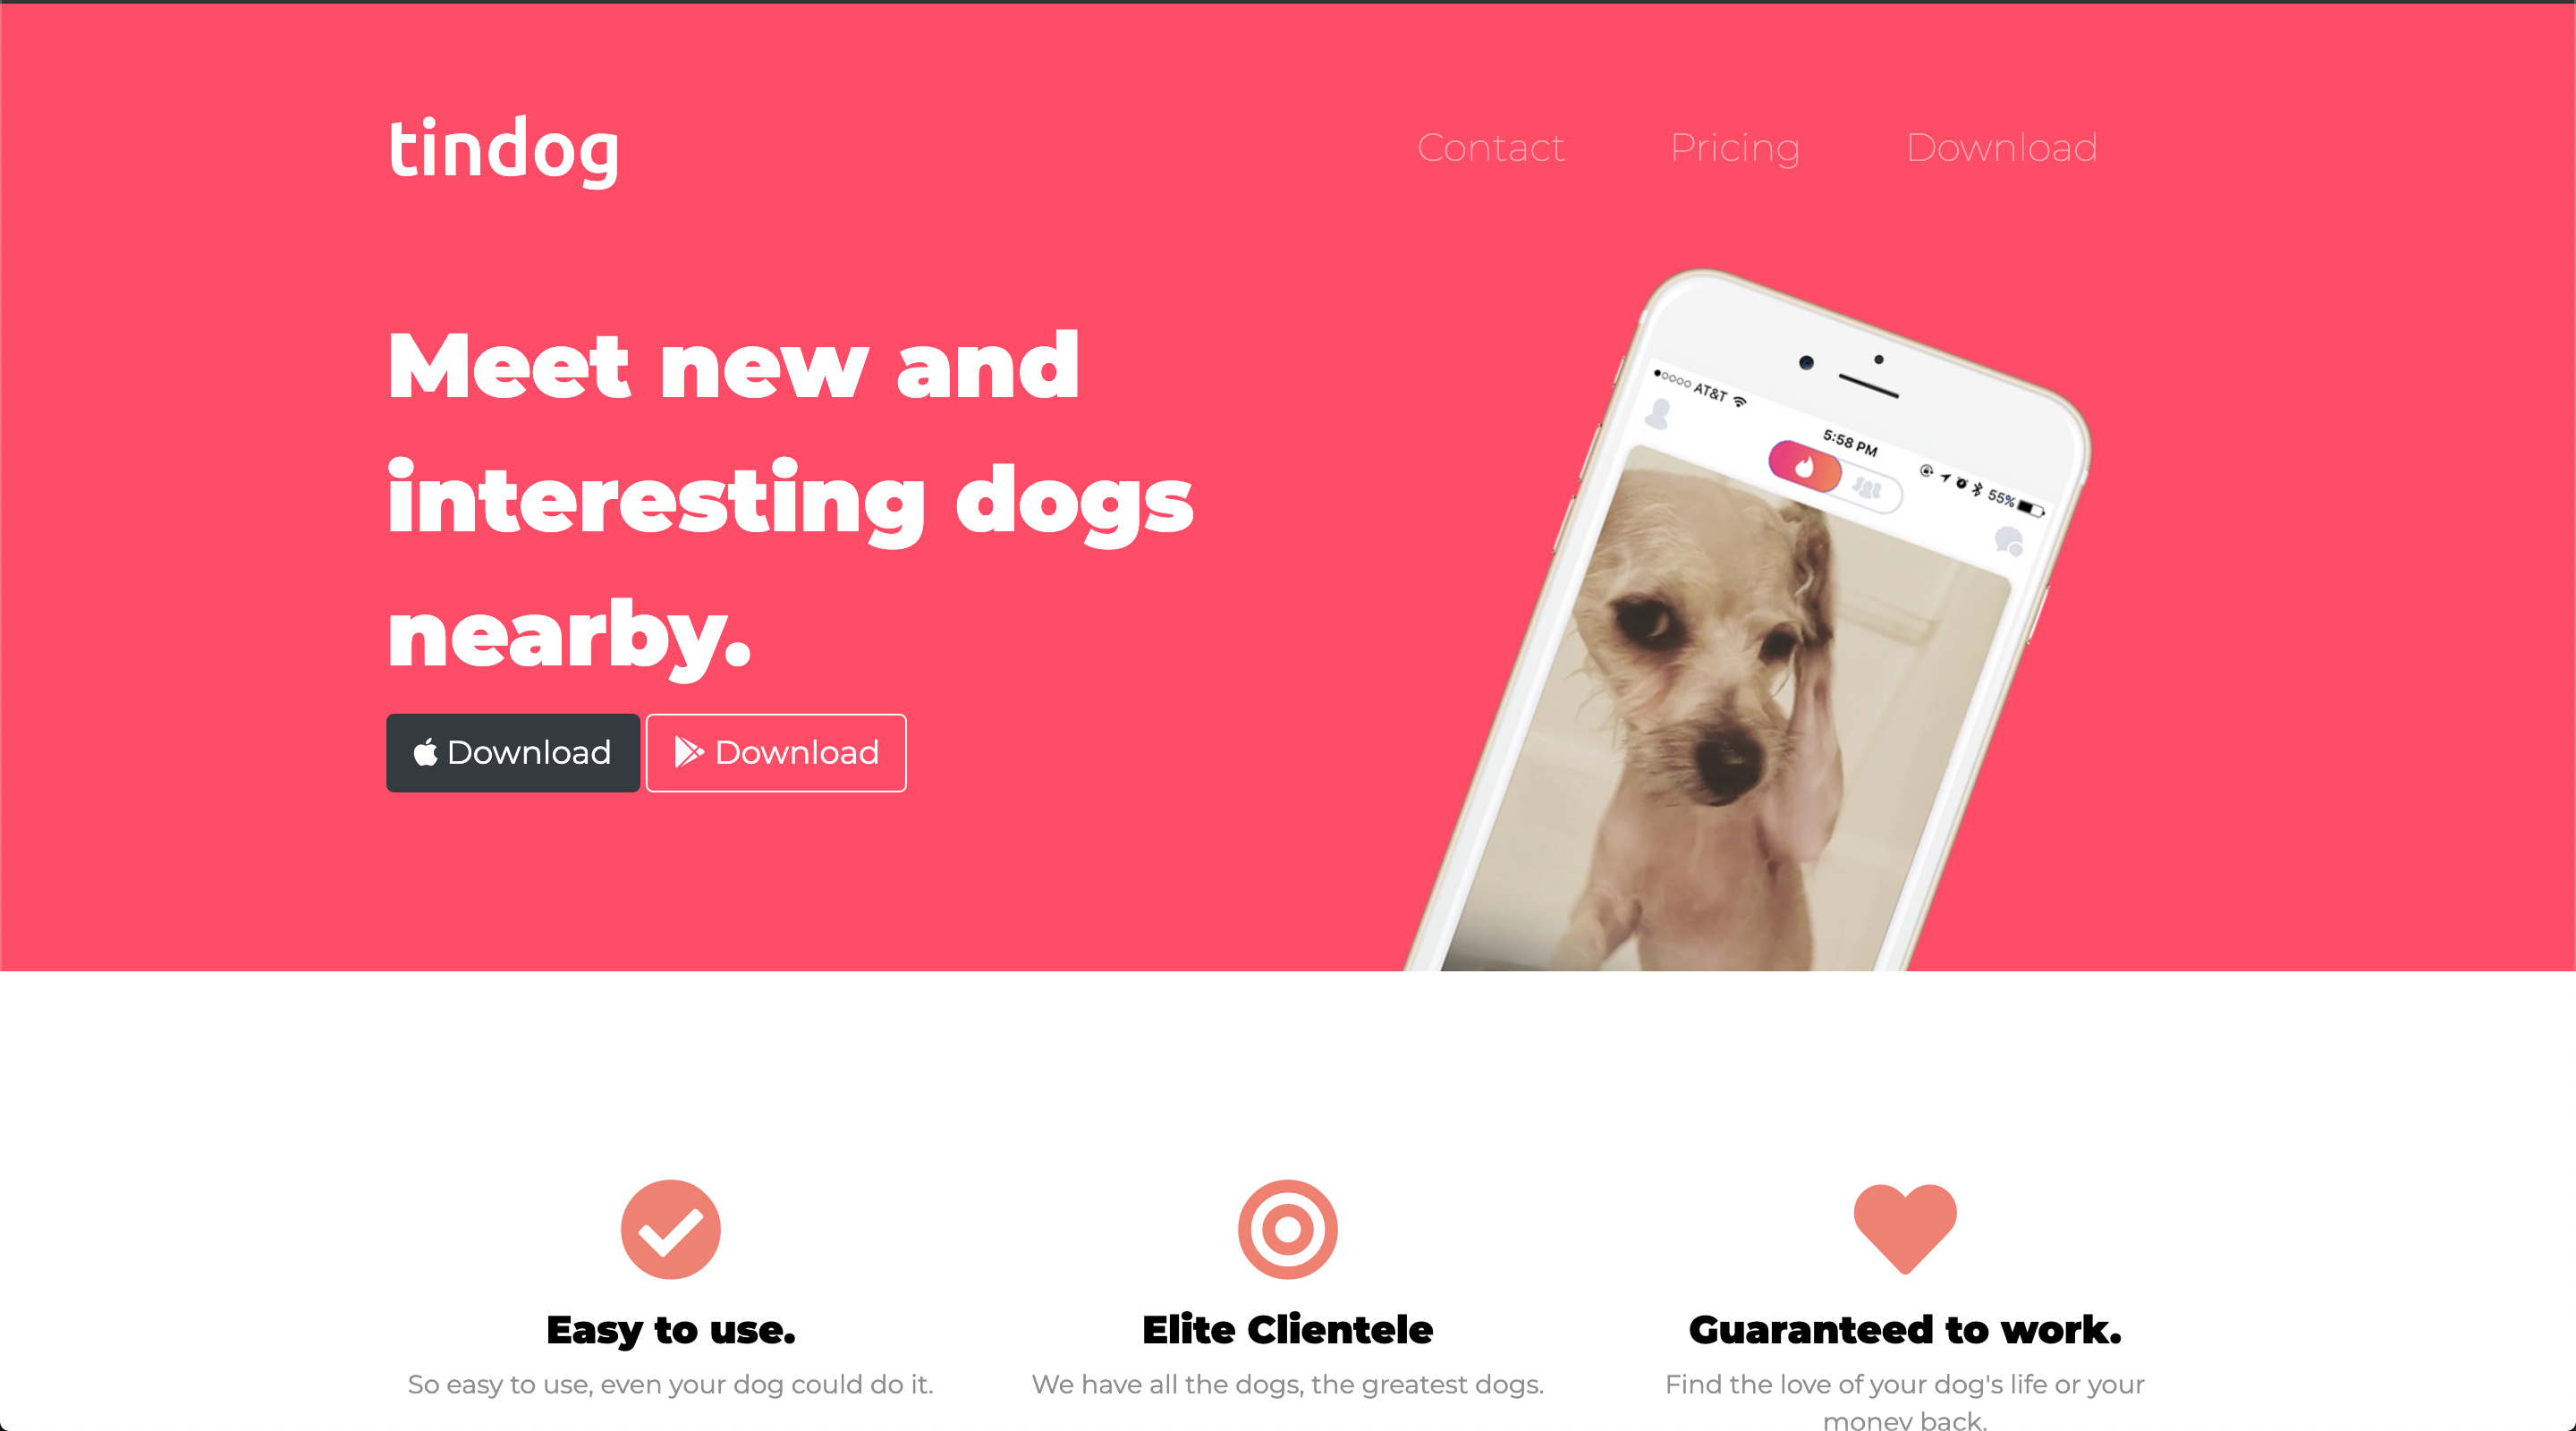 tindog
Contact
Pricing
Download
Meet new and
interesting dogs
nearby.
Download
Download
AT&T
5:58 PM
55%
Easy to use.
So easy to use, even your dog could do it.
Elite Clientele
We have all the dogs, the greatest dogs.
Guaranteed to work.
Find the love of your dog's life or your
money back.